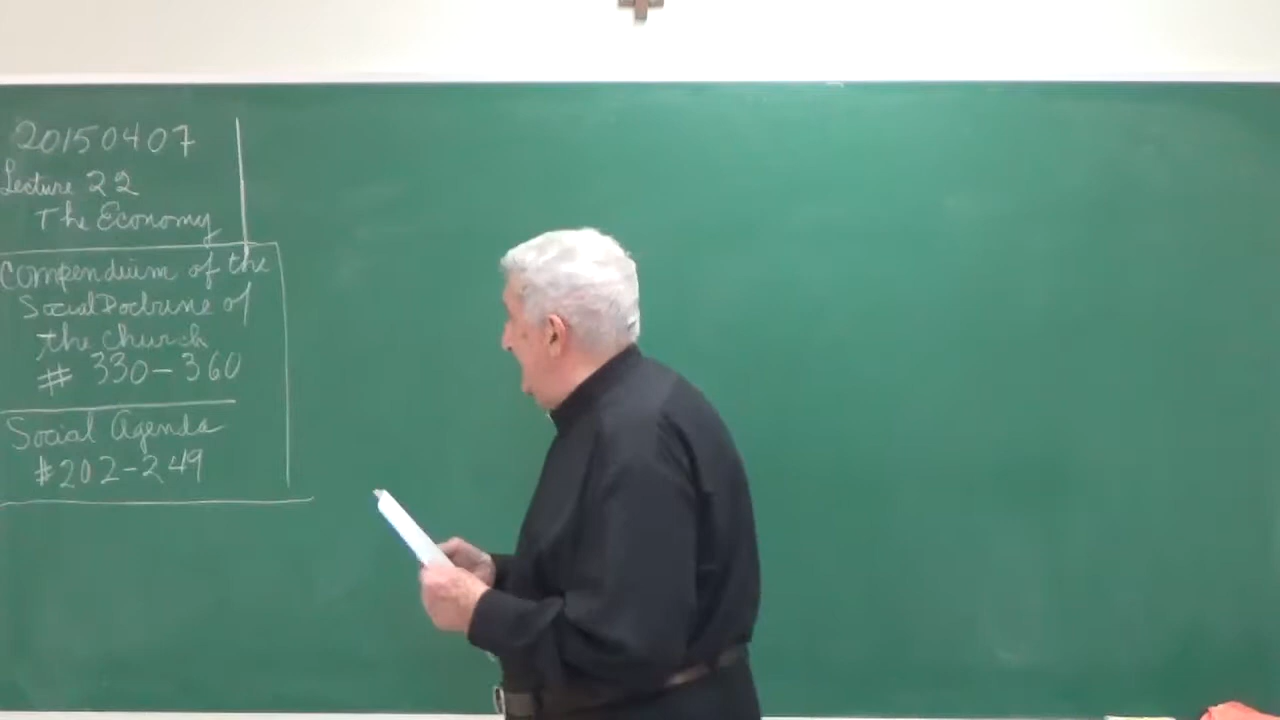 20150407
Lecture 22
The Economy
Compendium of the
Social Doctrine of
the Church
# 330-360
Social Agenda
#202-249